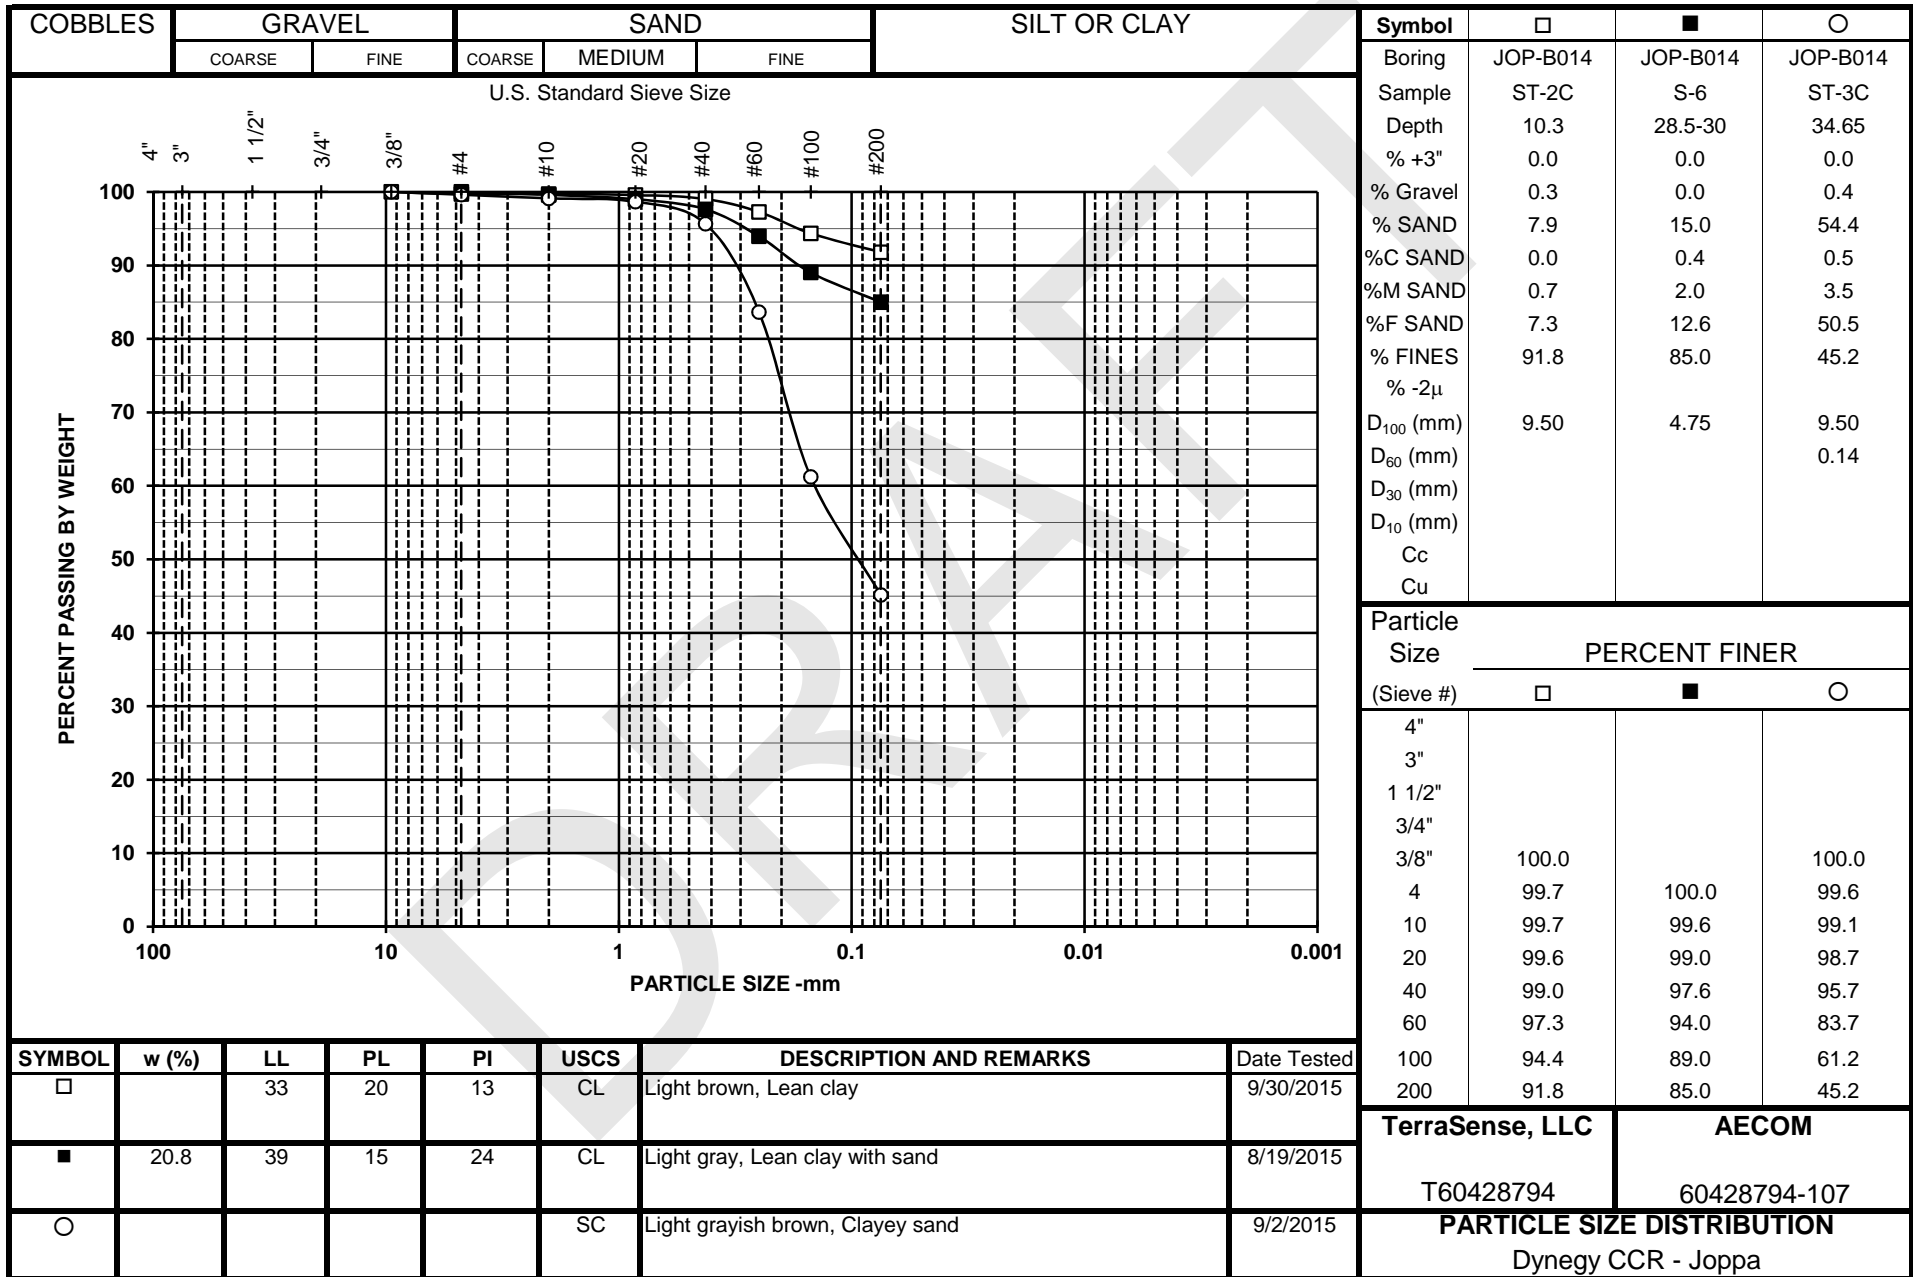 COBBLES GRAVEL SAND SILT OR CLAY
COARSE FINE COARSE MEDIUM FINE
U.S. Standard Sieve Size
4" 3" 1 1/2" 3/4" 3/8" #4 #10 #20 #40 #60 #100 #200
PERCENT PASSING BY WEIGHT
100
90
80
70
60
50
40
30
20
10
0
100 10 1 0.1 0.01 0.001
PARTICLE SIZE -mm
DRAFT
Symbol □ ■ ○
Boring JOP-B014 JOP-B014 JOP-B014
Sample ST-2C S-6 ST-3C
Depth 10.3 28.5-30 34.65
% +3" 0.0 0.0 0.0
% Gravel 0.3 0.0 0.4
% SAND 7.9 15.0 54.4
%C SAND 0.0 0.4 0.5
%M SAND 0.7 2.0 3.5
%F SAND 7.3 12.6 50.5
% FINES 91.8 85.0 45.2
% -2μ
D100 (mm) 9.50 4.75 9.50
D60 (mm) 0.14
D30 (mm)
D10 (mm)
Cc
Cu
Particle
Size PERCENT FINER
(Sieve #) □ ■ ○
4"
3"
1 1/2"
3/4"
3/8" 100.0 100.0
4 99.7 100.0 99.6
10 99.7 99.6 99.1
20 99.6 99.0 98.7
40 99.0 97.6 95.7
60 97.3 94.0 83.7
100 94.4 89.0 61.2
200 91.8 85.0 45.2
SYMBOL w (%) LL PL PI USCS DESCRIPTION AND REMARKS Date Tested
□ 33 20 13 CL Light brown, Lean clay 9/30/2015
■ 20.8 39 15 24 CL Light gray, Lean clay with sand 8/19/2015
○ SC Light grayish brown, Clayey sand 9/2/2015
TerraSense, LLC AECOM
T60428794 60428794-107
PARTICLE SIZE DISTRIBUTION
Dynegy CCR - Joppa